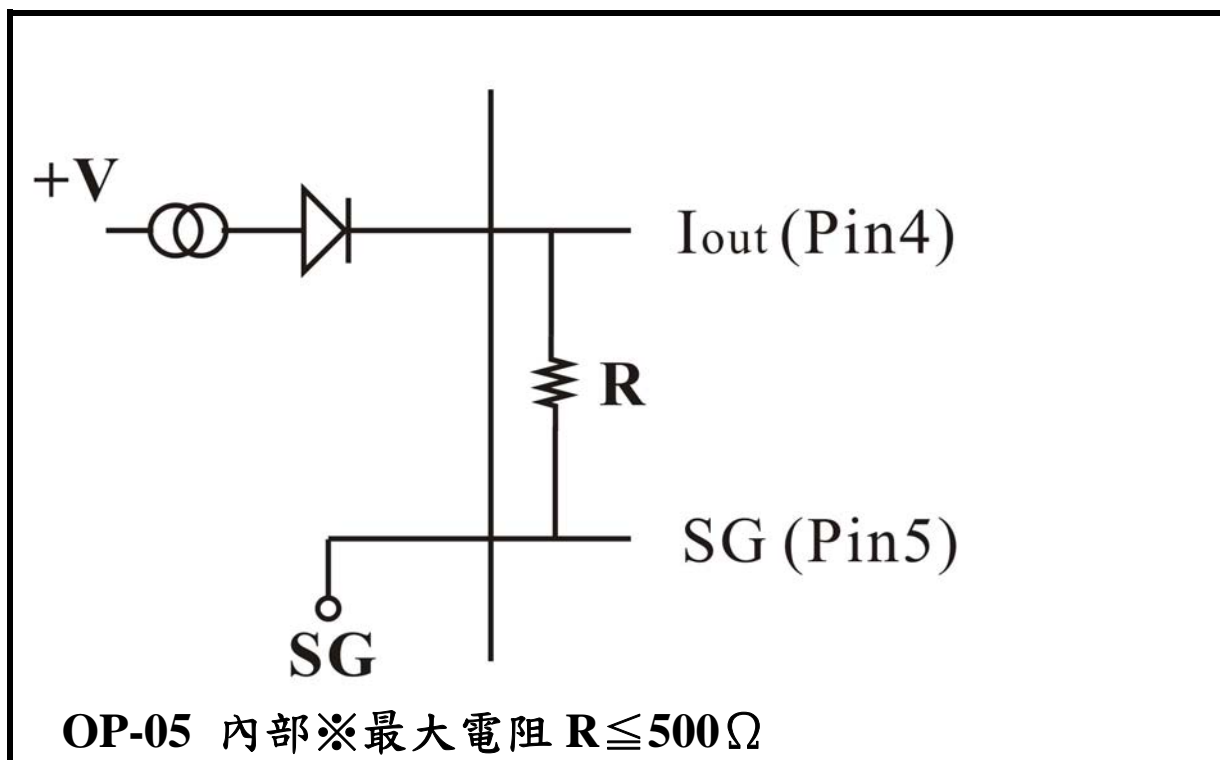 +V
Iout (Pin4)
R
SG (Pin5)
SG
OP-05 內部※最大電阻 R≦500Ω